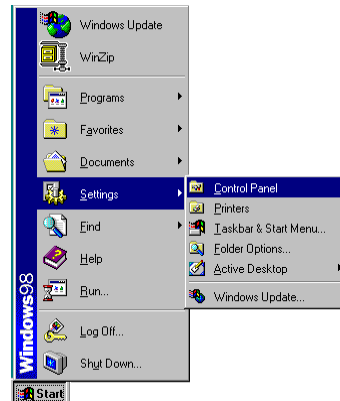 Windows Update
WinZip
Programs
Favorites
Documents
Settings
Find
Help
Run...
Log Off...
Shut Down...
Control Panel
Printers
Taskbar & Start Menu...
Folder Options...
Active Desktop
Windows Update...
Windows98
Start